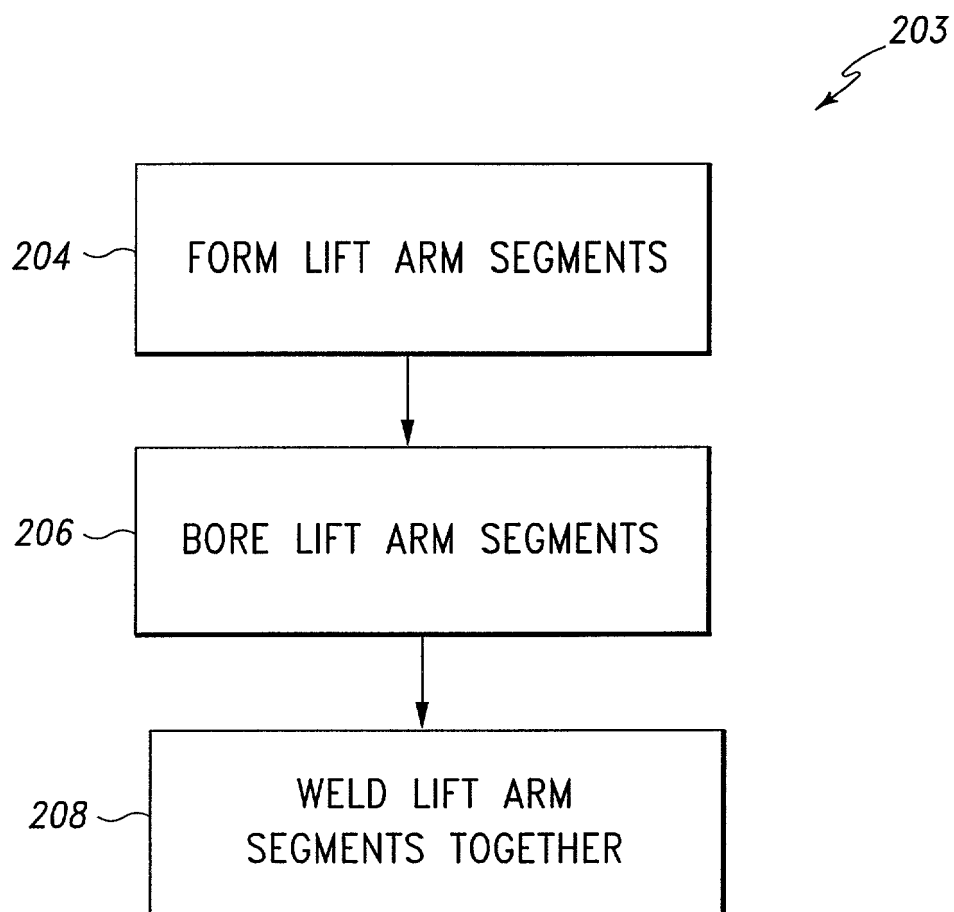 203
204
FORM LIFT ARM SEGMENTS
206
BORE LIFT ARM SEGMENTS
208
WELD LIFT ARM
SEGMENTS TOGETHER